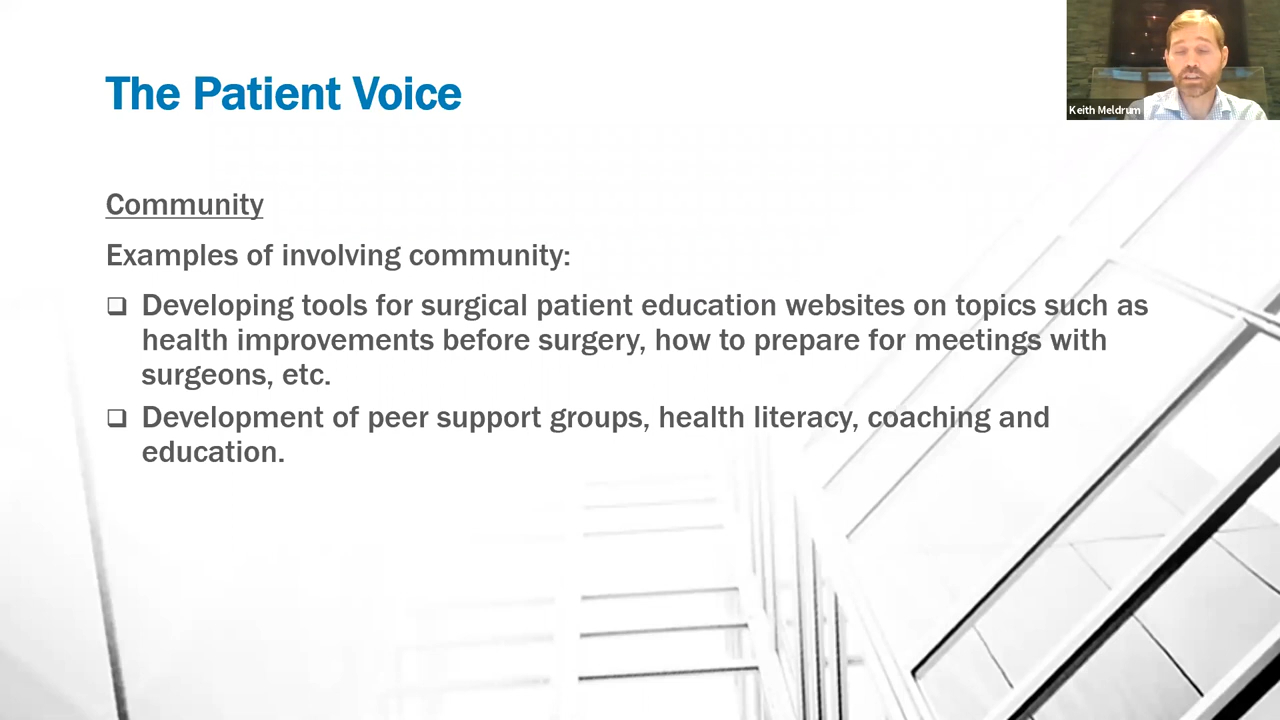 The Patient Voice
Keith Meldrum
Community
Examples of involving community:
❑ Developing tools for surgical patient education websites on topics such as
health improvements before surgery, how to prepare for meetings with
surgeons, etc.
❑ Development of peer support groups, health literacy, coaching and
education.